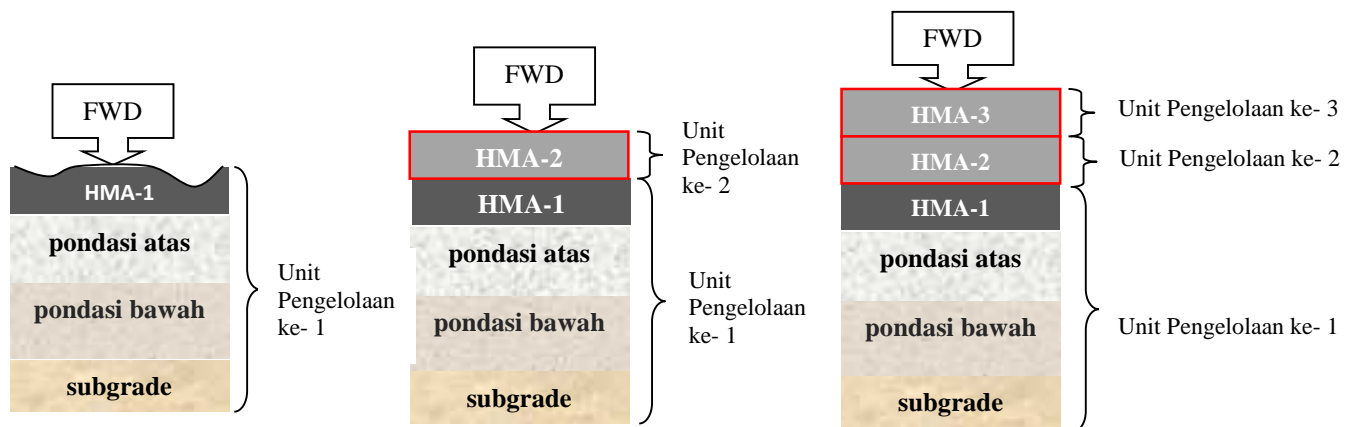 FWD
HMA-1
pondasi atas
pondasi bawah
subgrade
Unit
Pengelolaan
ke- 1
FWD
HMA-2
HMA-1
pondasi atas
pondasi bawah
subgrade
Unit
Pengelolaan
ke- 2
Unit
Pengelolaan
ke- 1
FWD
HMA-3
HMA-2
HMA-1
pondasi atas
pondasi bawah
subgrade
Unit Pengelolaan ke- 3
Unit Pengelolaan ke- 2
Unit Pengelolaan ke- 1